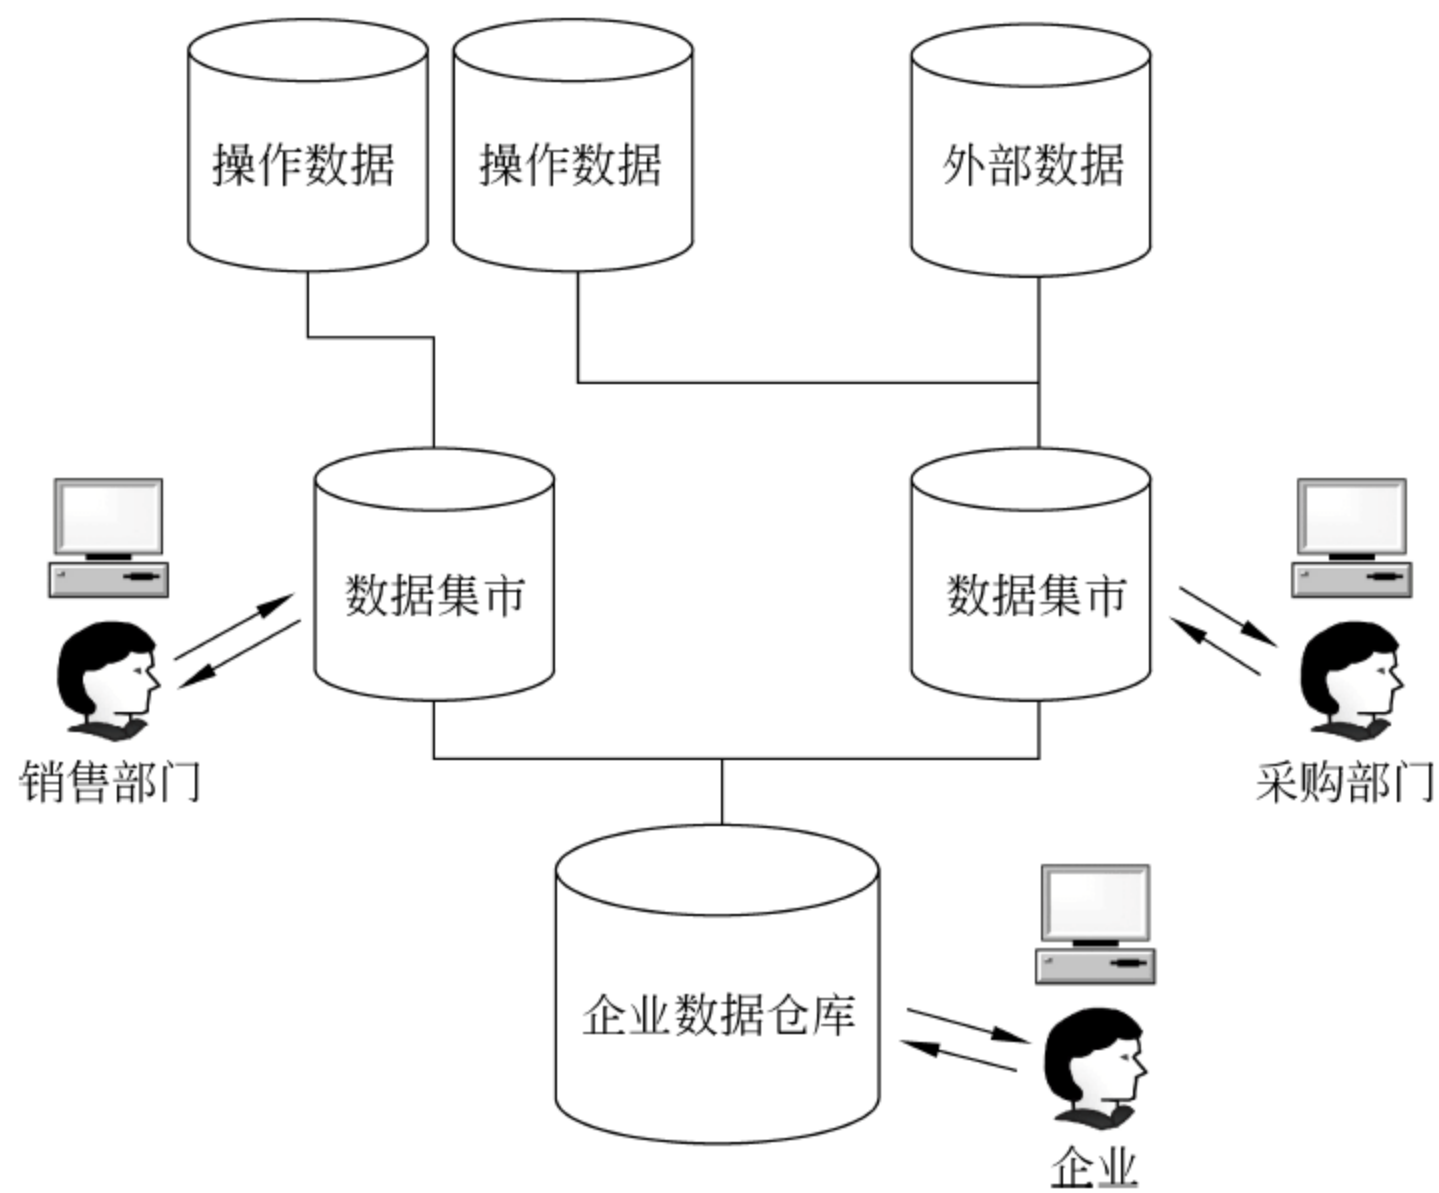 操作数据
操作数据
外部数据
数据集市
数据集市
销售部门
采购部门
企业数据仓库
企业